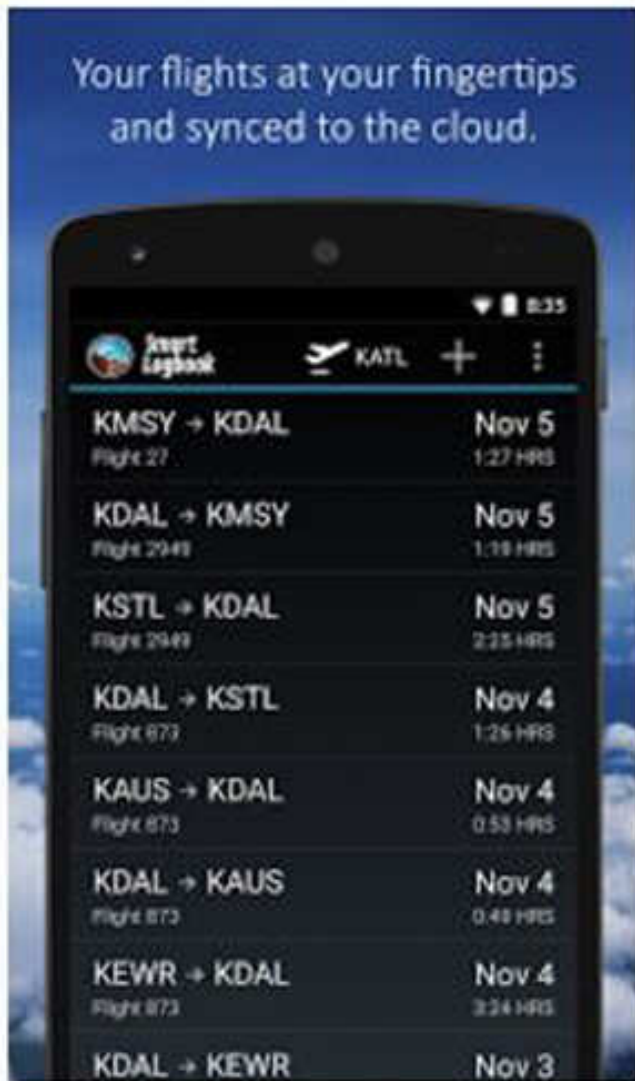 Your flights at your fingertips
and synced to the cloud.
8:35
Smart
Logbook
KATL
KMSY → KDAL Nov 5
Flight 27 1:27 HRS
KDAL → KMSY Nov 5
Flight 2949 1:19 HRS
KSTL → KDAL Nov 5
Flight 2949 2:25 HRS
KDAL → KSTL Nov 4
Flight 873 1:26 HRS
KAUS → KDAL Nov 4
Flight 873 0:53 HRS
KDAL → KAUS Nov 4
Flight 873 0:49 HRS
KEWR → KDAL Nov 4
Flight 873 3:24 HRS
KDAL → KEWR Nov 3